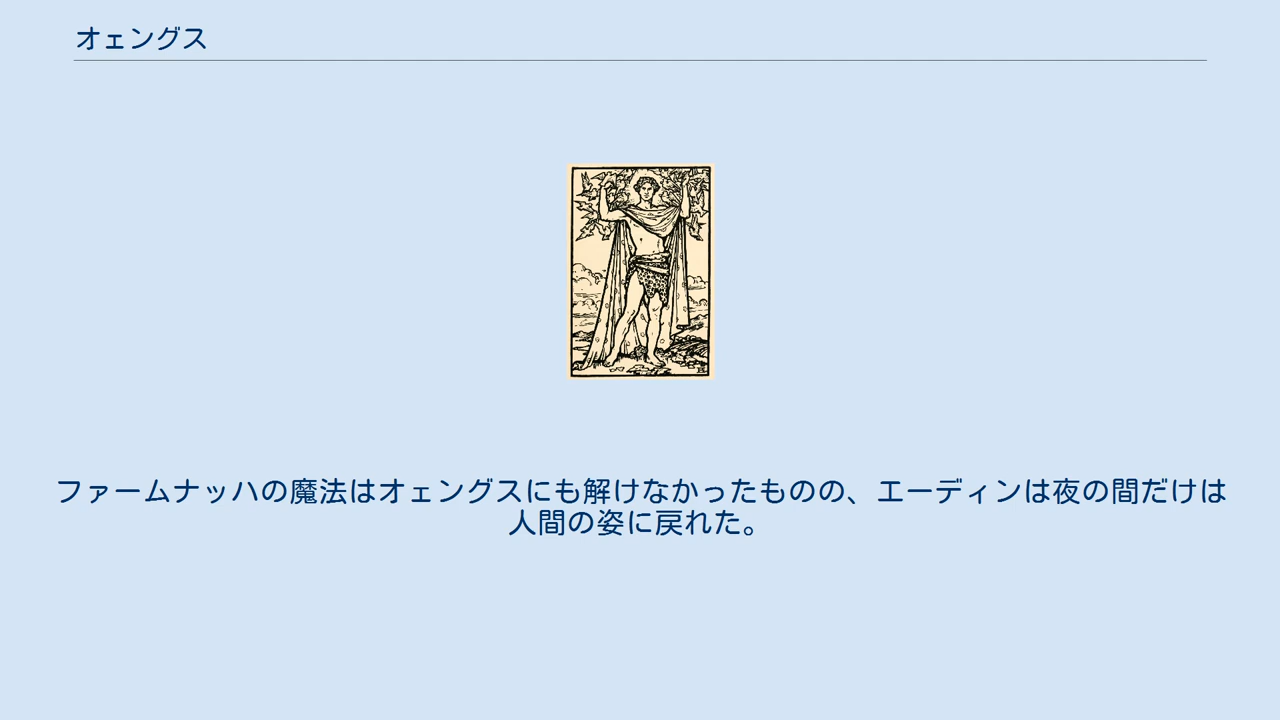 オェングス
ファームナッハの魔法はオェングスにも解けなかったものの、エーディンは夜の間だけは
人間の姿に戻れた。